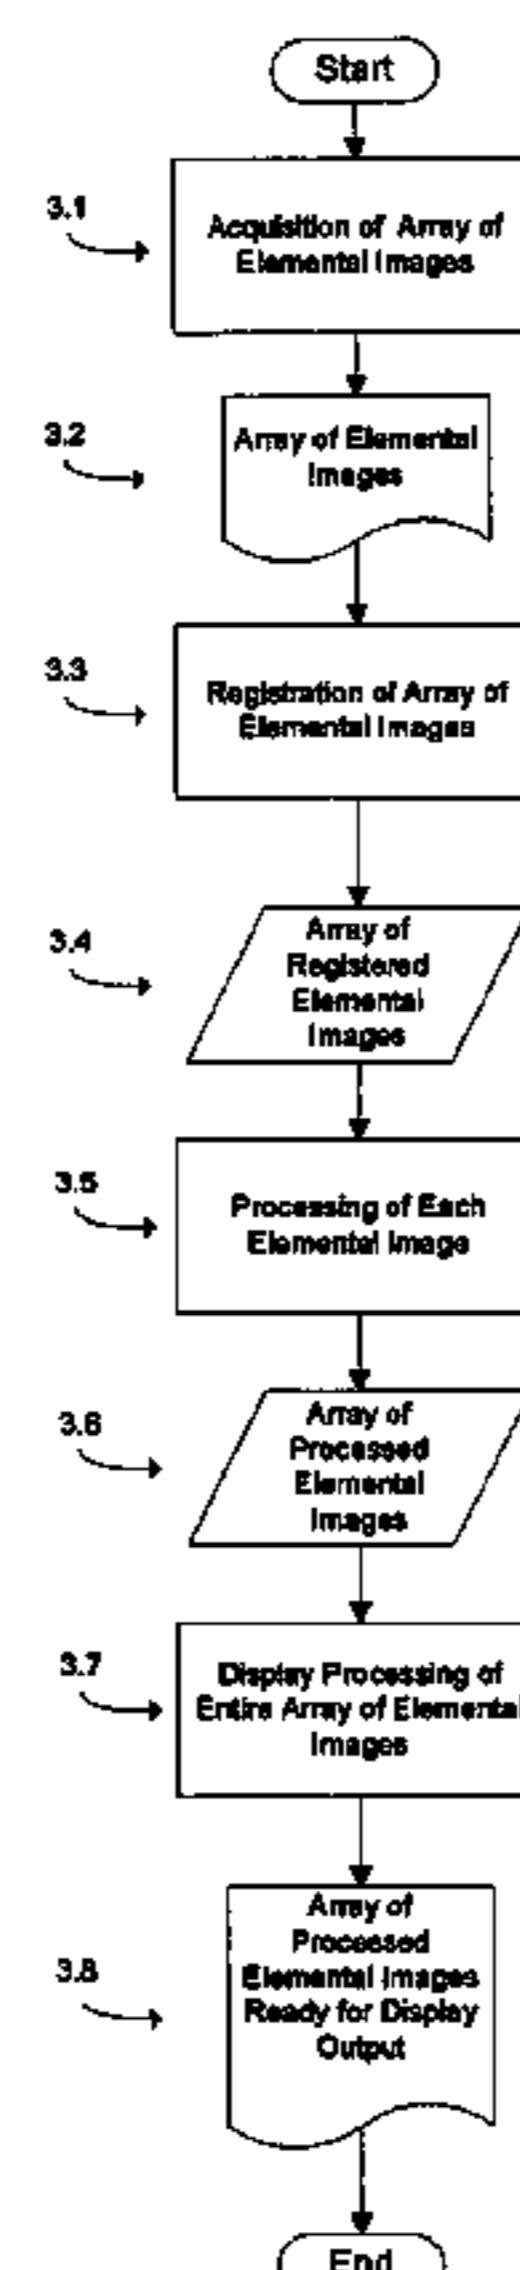 Start
3.1
Acquisition of Array of
Elemental Images
3.2
Array of Elemental
Images
3.3
Registration of Array of
Elemental Images
3.4
Array of
Registered
Elemental
Images
3.5
Processing of Each
Elemental Image
3.6
Array of
Processed
Elemental
Images
3.7
Display Processing of
Entire Array of Elemental
Images
3.8
Array of
Processed
Elemental Images
Ready for Display
Output
End